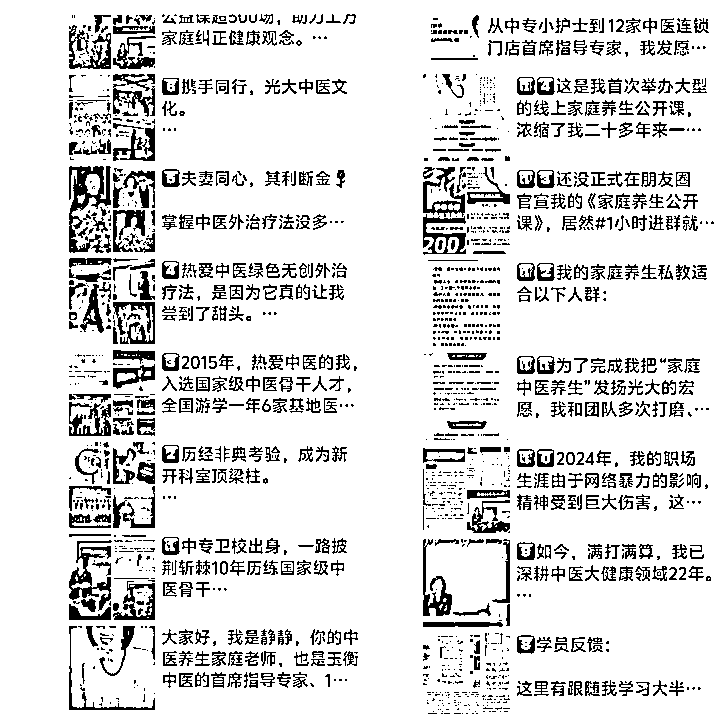 公益课超500场，助力上万
家庭纠正健康观念。…
携手同行，光大中医文
化。
…
夫妻同心，其利断金
掌握中医外治疗法没多…
热爱中医绿色无创外治
疗法，是因为它真的让我
尝到了甜头。…
2015年，热爱中医的我，
入选国家级中医骨干人才，
全国游学一年6家基地医…
历经非典考验，成为新
开科室顶梁柱。
…
中专卫校出身，一路披
荆斩棘10年历练国家级中
医骨干…
大家好，我是静静，你的中
医养生家庭老师，也是玉衡
中医的首席指导专家、1…
从中专小护士到12家中医连锁
门店首席指导专家，我发愿…
这是我首次举办大型
的线上家庭养生公开课，
浓缩了我二十多年来一…
还没正式在朋友圈
官宣我的《家庭养生公开
课》，居然#1小时进群就…
200
我的家庭养生私教适
合以下人群：
为了完成我把“家庭
中医养生”发扬光大的宏
愿，我和团队多次打磨、…
2024年，我的职场
生涯由于网络暴力的影响，
精神受到巨大伤害，这…
如今，满打满算，我已
深耕中医大健康领域22年。
…
学员反馈：
这里有跟随我学习大半…